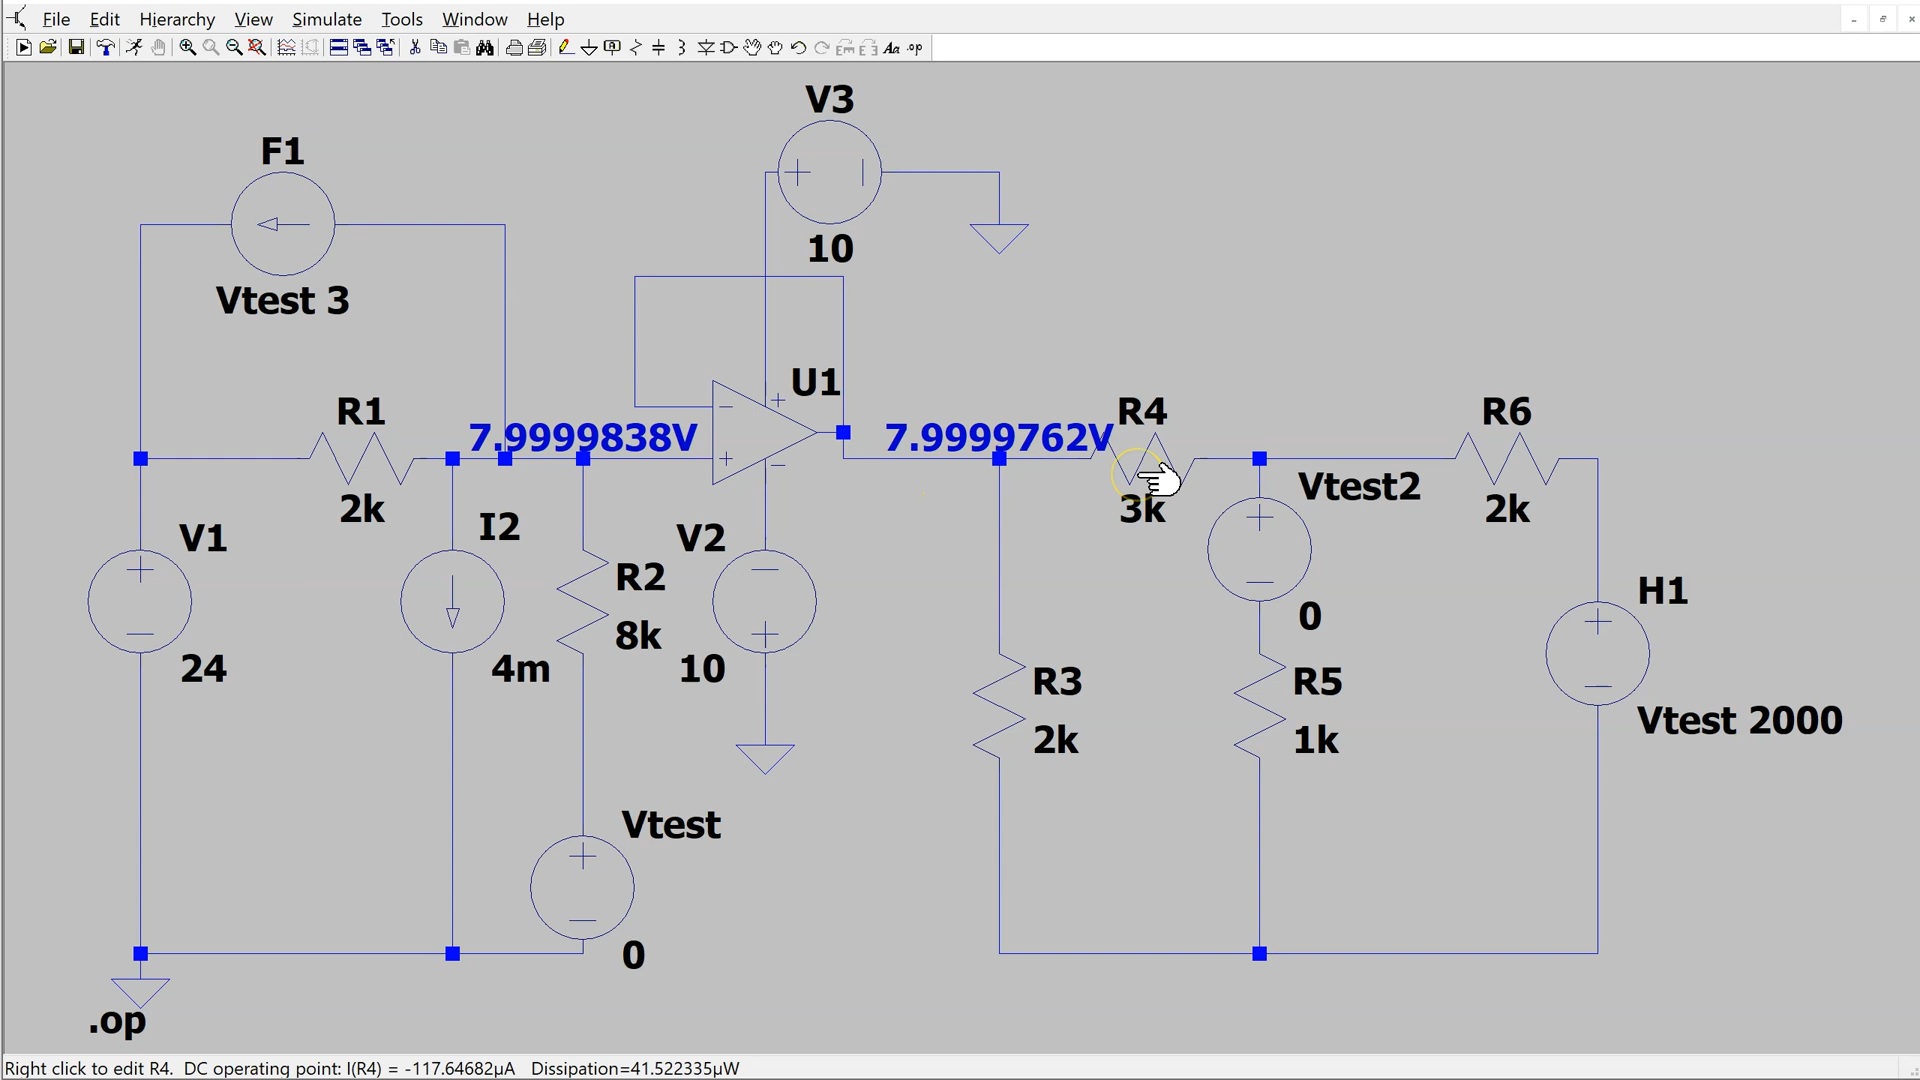 File Edit Hierarchy View Simulate Tools Window Help
V3
F1
10
Vtest 3
U1
R1
7.9999838V
7.9999762V
R4
R6
2k
3k
Vtest2
2k
V1
I2
V2
R2
8k
H1
0
24
4m
10
R3
2k
R5
1k
Vtest 2000
Vtest
0
.op
Right click to edit R4. DC operating point: I(R4) = -117.64682µA Dissipation=41.522335µW